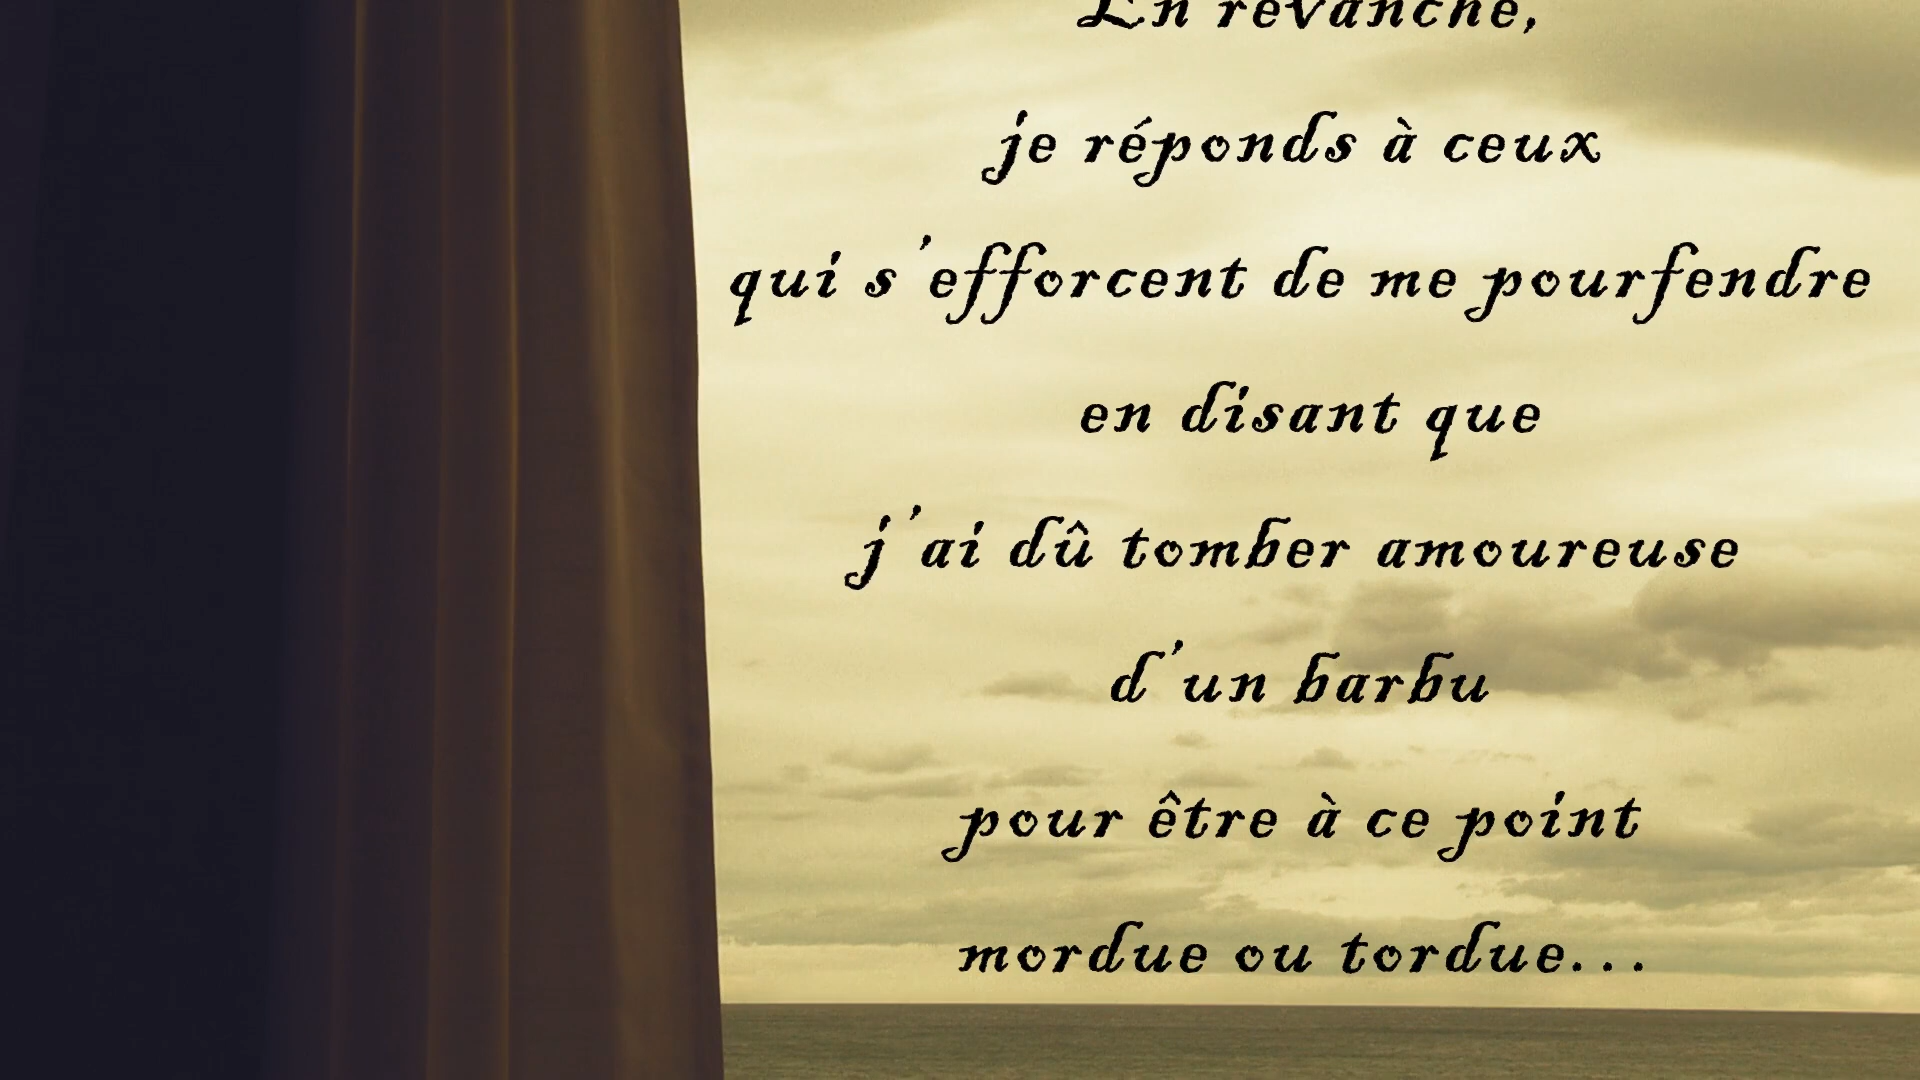 En revanche,
je réponds à ceux
qui s'efforcent de me pourfendre
en disant que
j'ai dû tomber amoureuse
d'un barbu
pour être à ce point
mordue ou tordue...